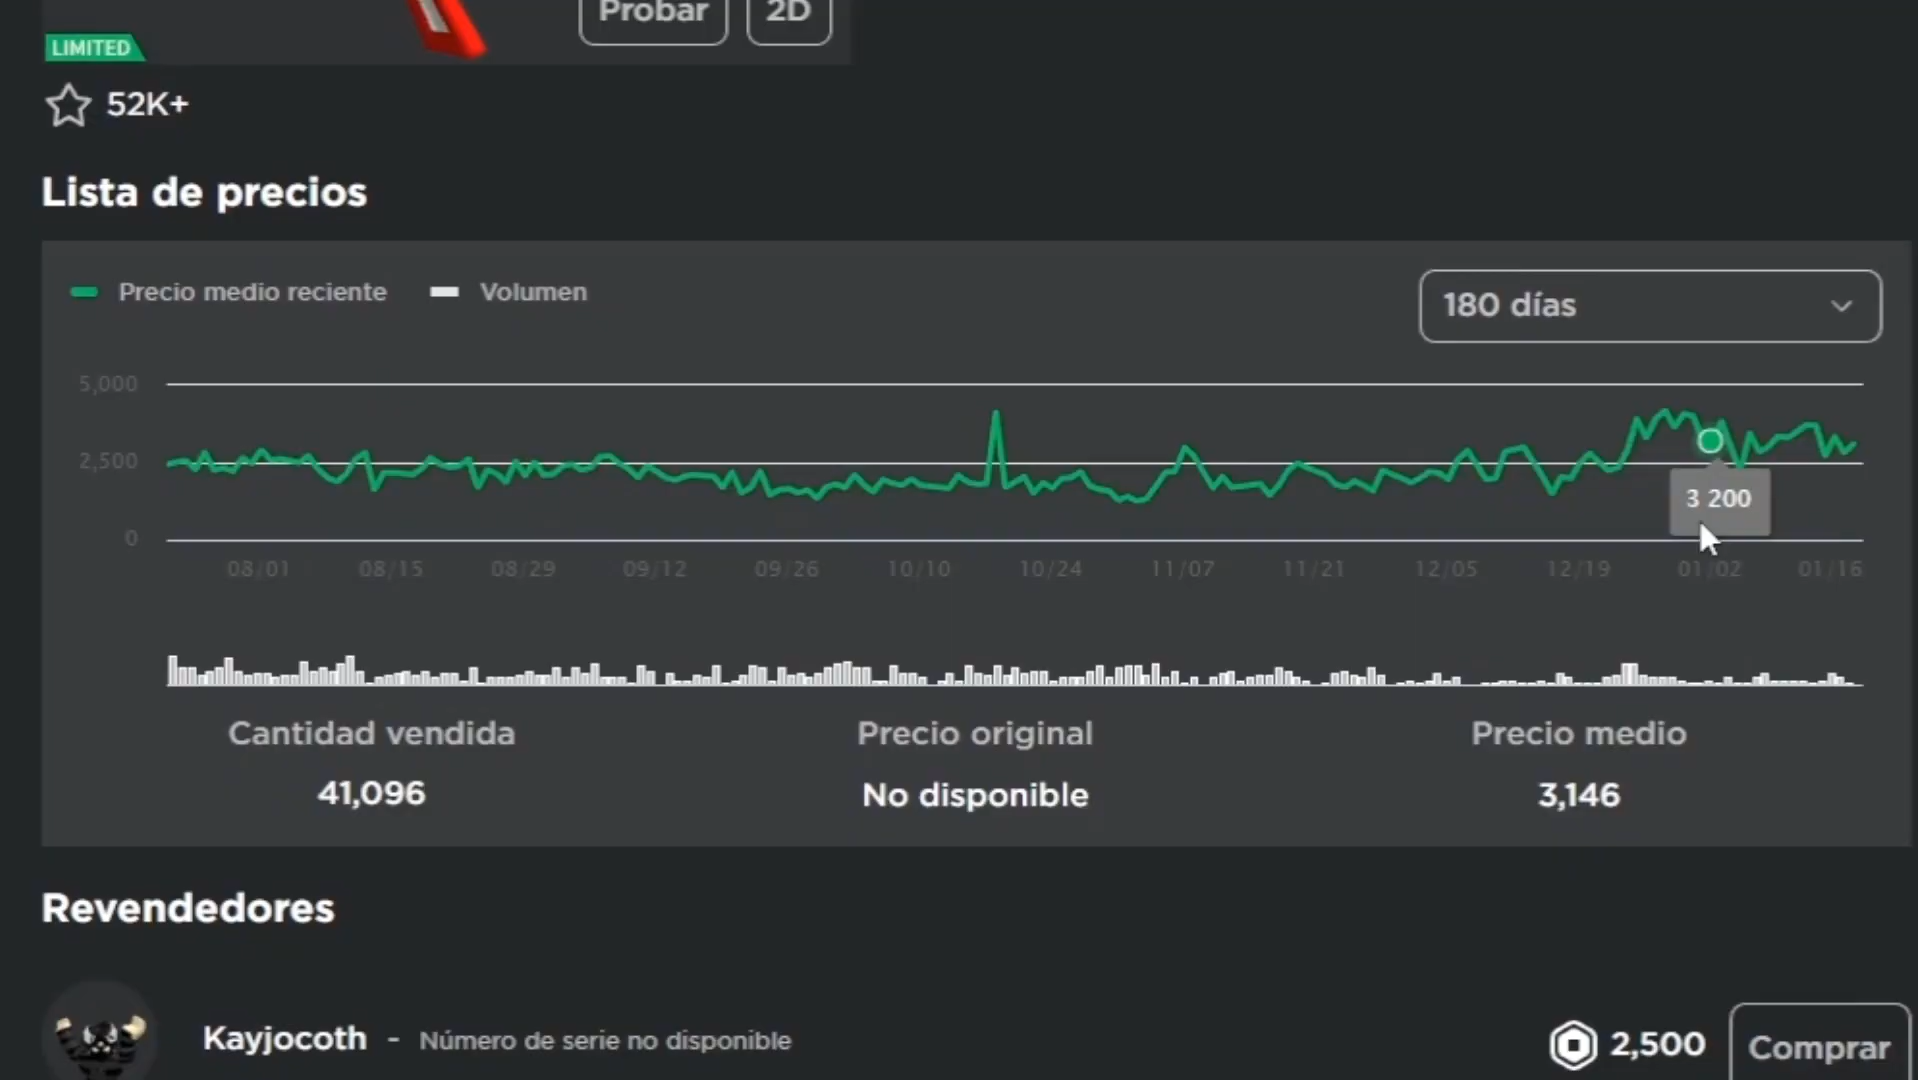 Probar 2D
LIMITED
52K+
Lista de precios
Precio medio reciente Volumen
180 días
5,000
2,500
0
3 200
08/01 08/15 08/29 09/12 09/26 10/10 10/24 11/07 11/21 12/05 12/19 01/02 01/16
Cantidad vendida Precio original Precio medio
41,096 No disponible 3,146
Revendedores
Kayjocoth - Número de serie no disponible 2,500 Comprar